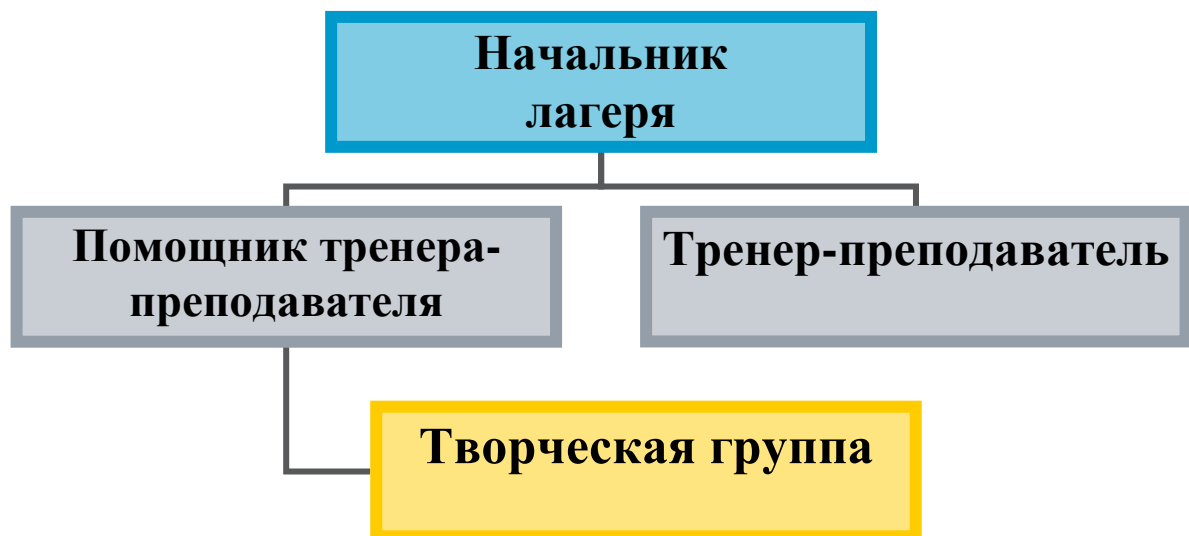 Начальник
лагеря
Помощник тренера-
преподавателя
Тренер-преподаватель
Творческая группа